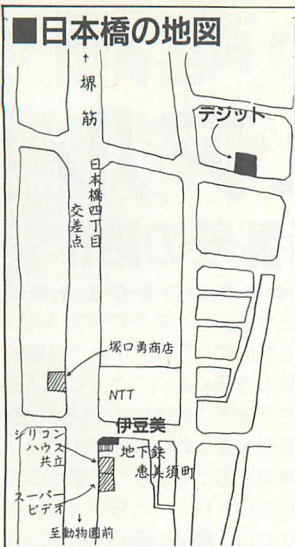 ■日本橋の地図
↑
堺筋
デジット
日本橋四丁目
交差点
塚口勇商店
NTT
伊豆美
シリコン
ハウス
共立
地下鉄
恵美須町
スーパー
ビデオ
↓
至動物園前